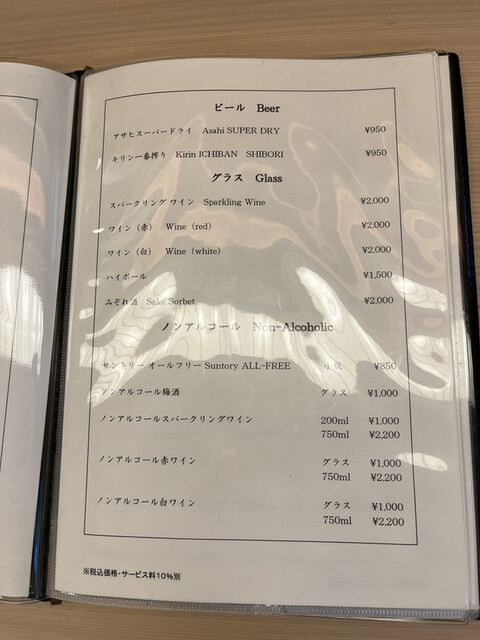 ビール Beer
アサヒスーパードライ Asahi SUPER DRY ¥950
キリン一番搾り Kirin ICHIBAN SHIBORI ¥950
グラス Glass
スパークリング ワイン Sparkling Wine ¥2,000
ワイン（赤） Wine（red） ¥2,000
ワイン（白） Wine（white） ¥2,000
ハイボール ¥1,500
みぞれ酒 Sake Sorbet ¥2,000
ノンアルコール Non-Alcoholic
サントリー オールフリー Suntory ALL-FREE 小瓶 ¥850
ノンアルコール梅酒 グラス ¥1,000
ノンアルコールスパークリングワイン 200ml ¥1,000
750ml ¥2,200
ノンアルコール赤ワイン グラス ¥1,000
750ml ¥2,200
ノンアルコール白ワイン グラス ¥1,000
750ml ¥2,200
※税込価格・サービス料10%別